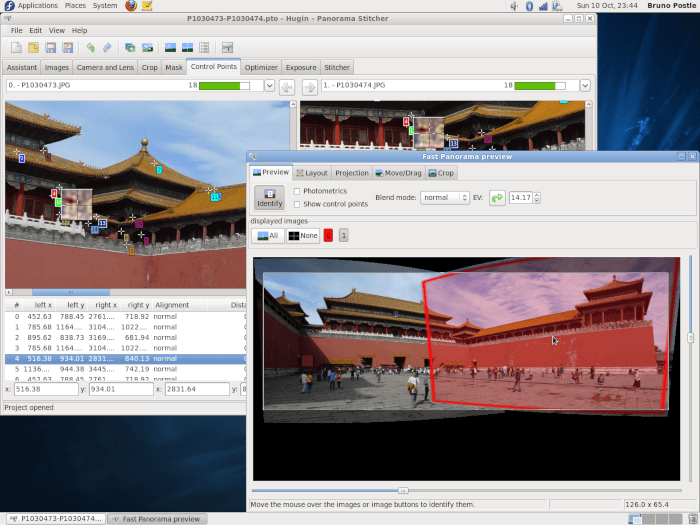 Applications Places System Sun 10 Oct, 23:44 Bruno Postle
P1030473-P1030474.pto - Hugin - Panorama Stitcher
File Edit View Help
Assistant Images Camera and Lens Crop Mask Control Points Optimizer Exposure Stitcher
0. - P1030473.JPG 18 1. - P1030474.JPG 18
Fast Panorama preview
Preview Layout Projection Move/Drag Crop
Identify
Photometrics
Show control points
Blend mode: normal EV: 14.17
displayed images
All None 1
# left x left y right x right y Alignment Dista
0 452.63 788.45 2761.... 718.92 normal
1 785.68 1164.... 3104.... 1022.... normal
2 895.62 838.73 3169.... 681.94 normal
3 785.68 1164.... 3104.... 1022.... normal
4 516.38 934.01 2831.... 840.13 normal
5 1136.... 944.38 3445.... 742.19 normal
6 452.63 788.45 2761 718.92 normal
x: 516.38 y: 934.01 x: 2831.64 y: 8
Project opened
Move the mouse over the images or image buttons to identify them. 126.0 x 65.4
P1030473-P1030474.... Fast Panorama preview